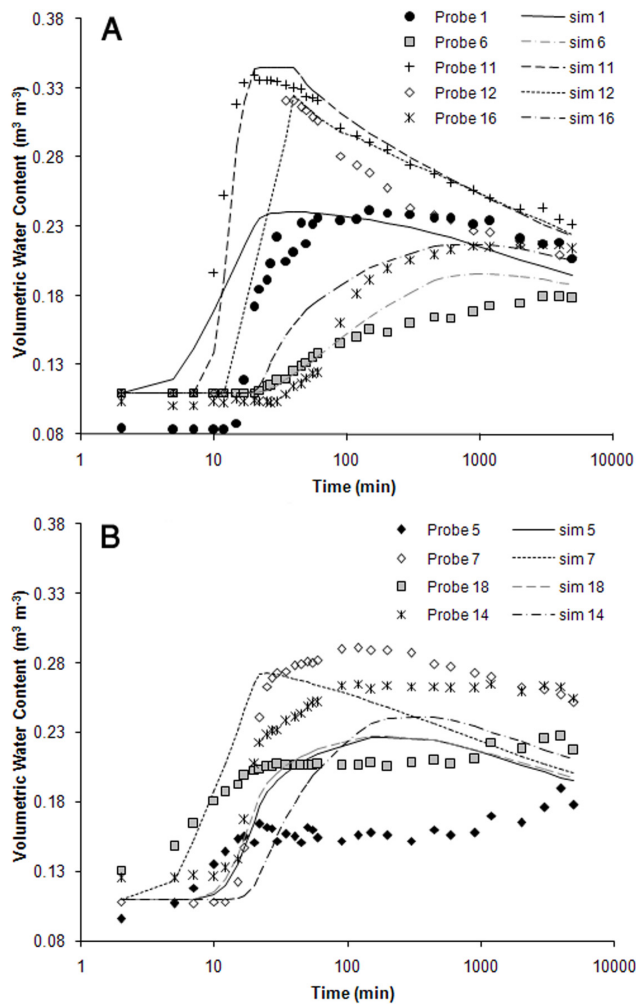 A
Probe 1 sim 1
Probe 6 sim 6
Probe 11 sim 11
Probe 12 sim 12
Probe 16 sim 16
Volumetric Water Content (m³ m⁻³)
0.38
0.33
0.28
0.23
0.18
0.13
0.08
1 10 100 1000 10000
Time (min)
B
Probe 5 sim 5
Probe 7 sim 7
Probe 18 sim 18
Probe 14 sim 14
Volumetric Water Content (m³ m⁻³)
0.38
0.33
0.28
0.23
0.18
0.13
0.08
1 10 100 1000 10000
Time (min)